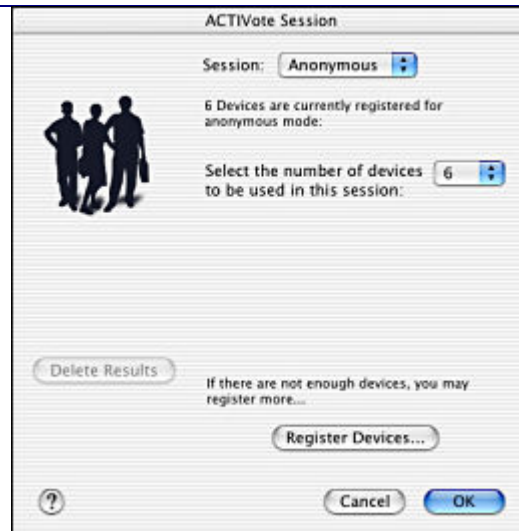 ACTIVote Session
Session: Anonymous
6 Devices are currently registered for
anonymous mode:
Select the number of devices 6
to be used in this session:
Delete Results
If there are not enough devices, you may
register more...
Register Devices...
? Cancel OK